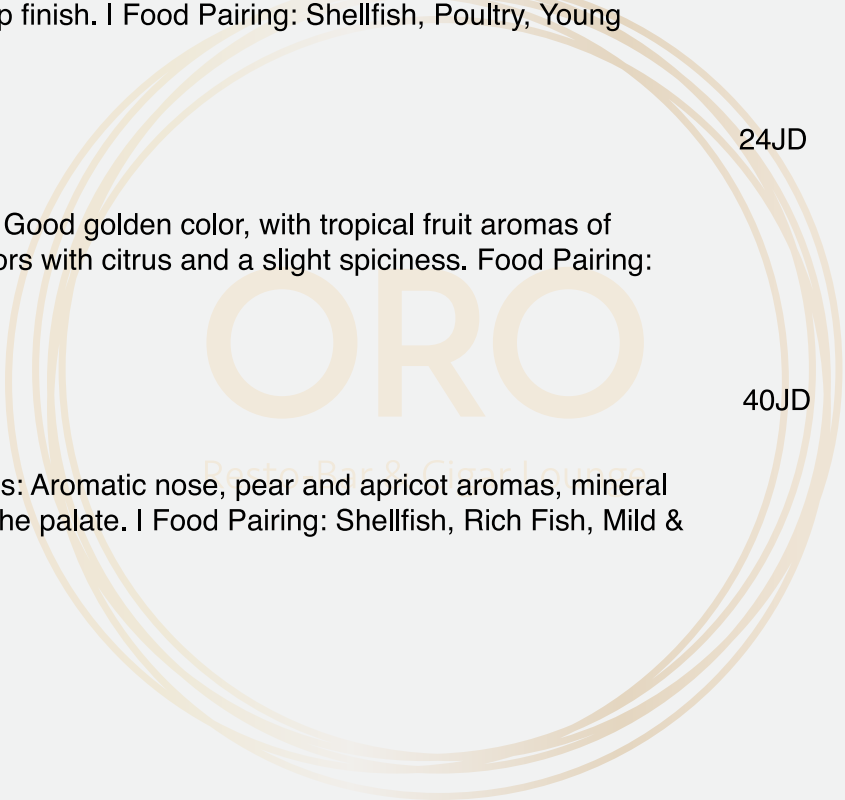 p finish. I Food Pairing: Shellfish, Poultry, Young
24JD
Good golden color, with tropical fruit aromas of
ors with citrus and a slight spiciness. Food Pairing:
ORO
40JD
Resto-Bar & Cigar Lounge
s: Aromatic nose, pear and apricot aromas, mineral
he palate. I Food Pairing: Shellfish, Rich Fish, Mild &